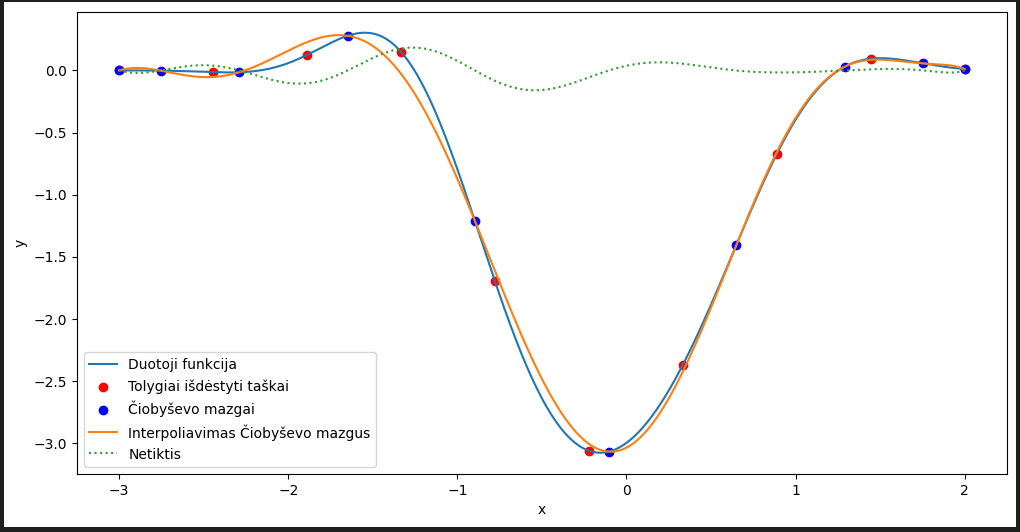 0.0
−0.5
−1.0
−1.5
−2.0
−2.5
−3.0
y
Duotoji funkcija
Tolygiai išdėstyti taškai
Čiobyševo mazgai
Interpoliavimas Čiobyševo mazgus
Netiktis
−3
−2
−1
0
1
2
x